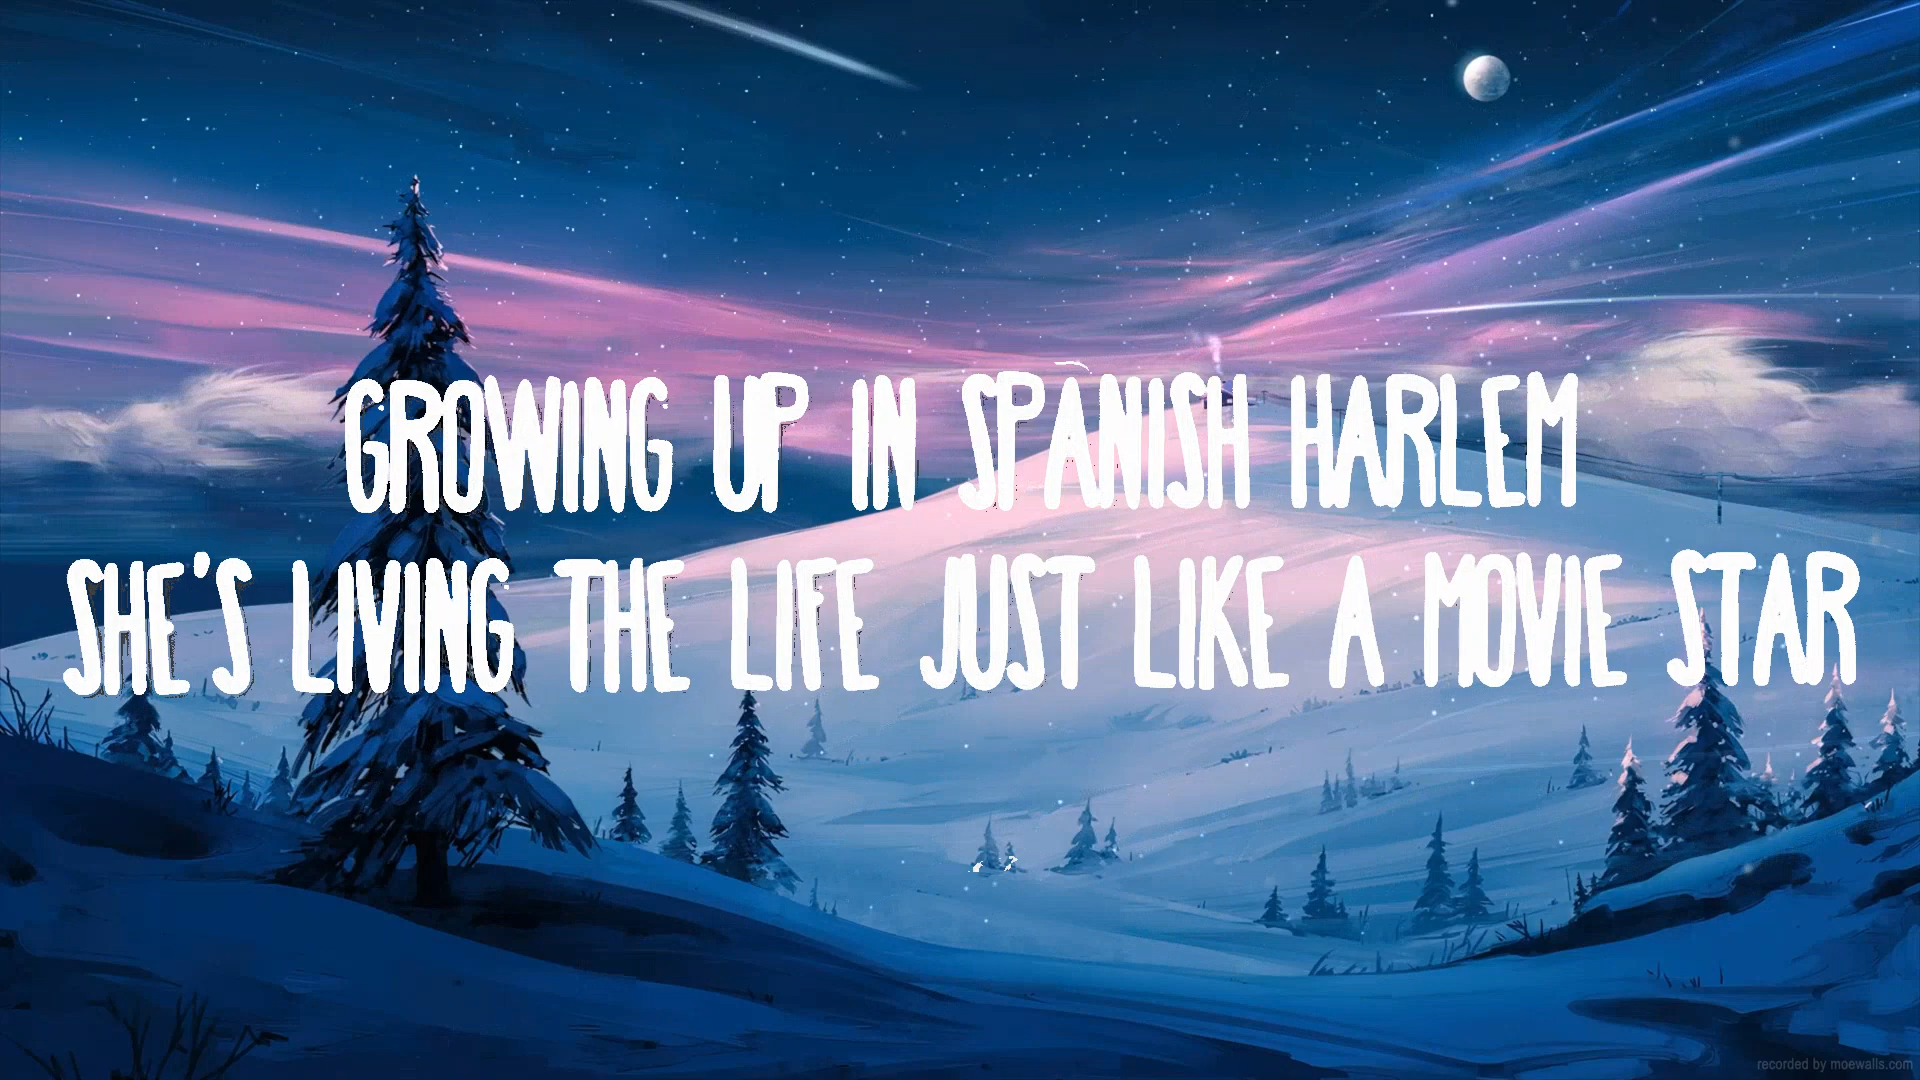 GROWING UP IN SPANISH HARLEM
SHE'S LIVING THE LIFE JUST LIKE A MOVIE STAR
recorded by moewalls.com